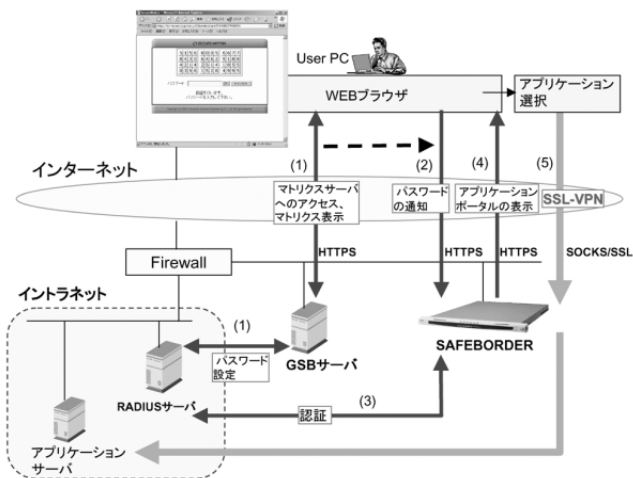 User PC
WEBブラウザ
アプリケーション
選択
インターネット
(1)
(2)
(4)
(5)
マトリクスサーバ
へのアクセス、
マトリクス表示
パスワード
の通知
アプリケーション
ポータルの表示
SSL-VPN
HTTPS
HTTPS
HTTPS
SOCKS/SSL
Firewall
イントラネット
(1)
パスワード
設定
GSBサーバ
SAFEBORDER
RADIUSサーバ
(3)
認証
アプリケーション
サーバ